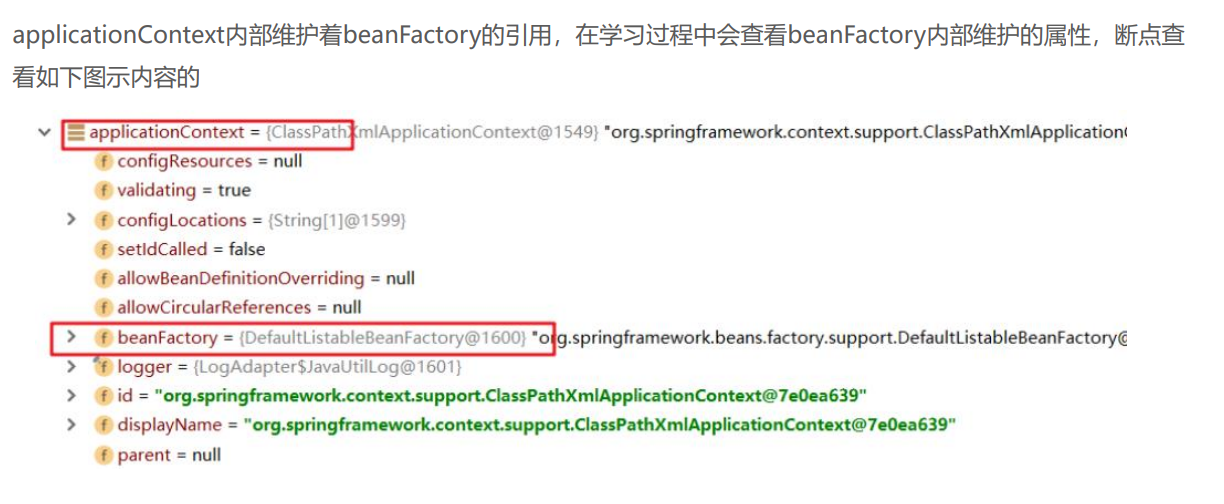 applicationContext内部维护着beanFactory的引用，在学习过程中会查看beanFactory内部维护的属性，断点查
看如下图示内容的
applicationContext = {ClassPathXmlApplicationContext@1549} "org.springframework.context.support.ClassPathXmlApplication
configResources = null
validating = true
configLocations = {String[1]@1599}
setIdCalled = false
allowBeanDefinitionOverriding = null
allowCircularReferences = null
beanFactory = {DefaultListableBeanFactory@1600} "org.springframework.beans.factory.support.DefaultListableBeanFactory@
logger = {LogAdapter$JavaUtilLog@1601}
id = "org.springframework.context.support.ClassPathXmlApplicationContext@7e0ea639"
displayName = "org.springframework.context.support.ClassPathXmlApplicationContext@7e0ea639"
parent = null